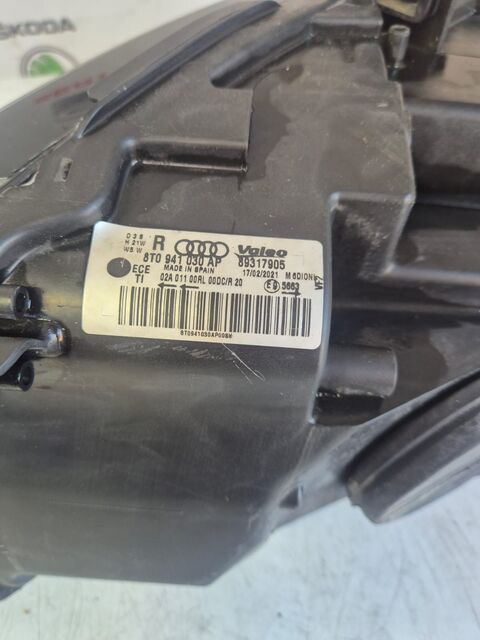 ŠKODA
D3S
H 21W
W5W
R
Valeo
8T0 941 030 AP
89317905
MADE IN SPAIN
17/02/2021
ECE
TI
02A 011 00RL 00DC/R 20
E9 5663
8T0941030AP00BK